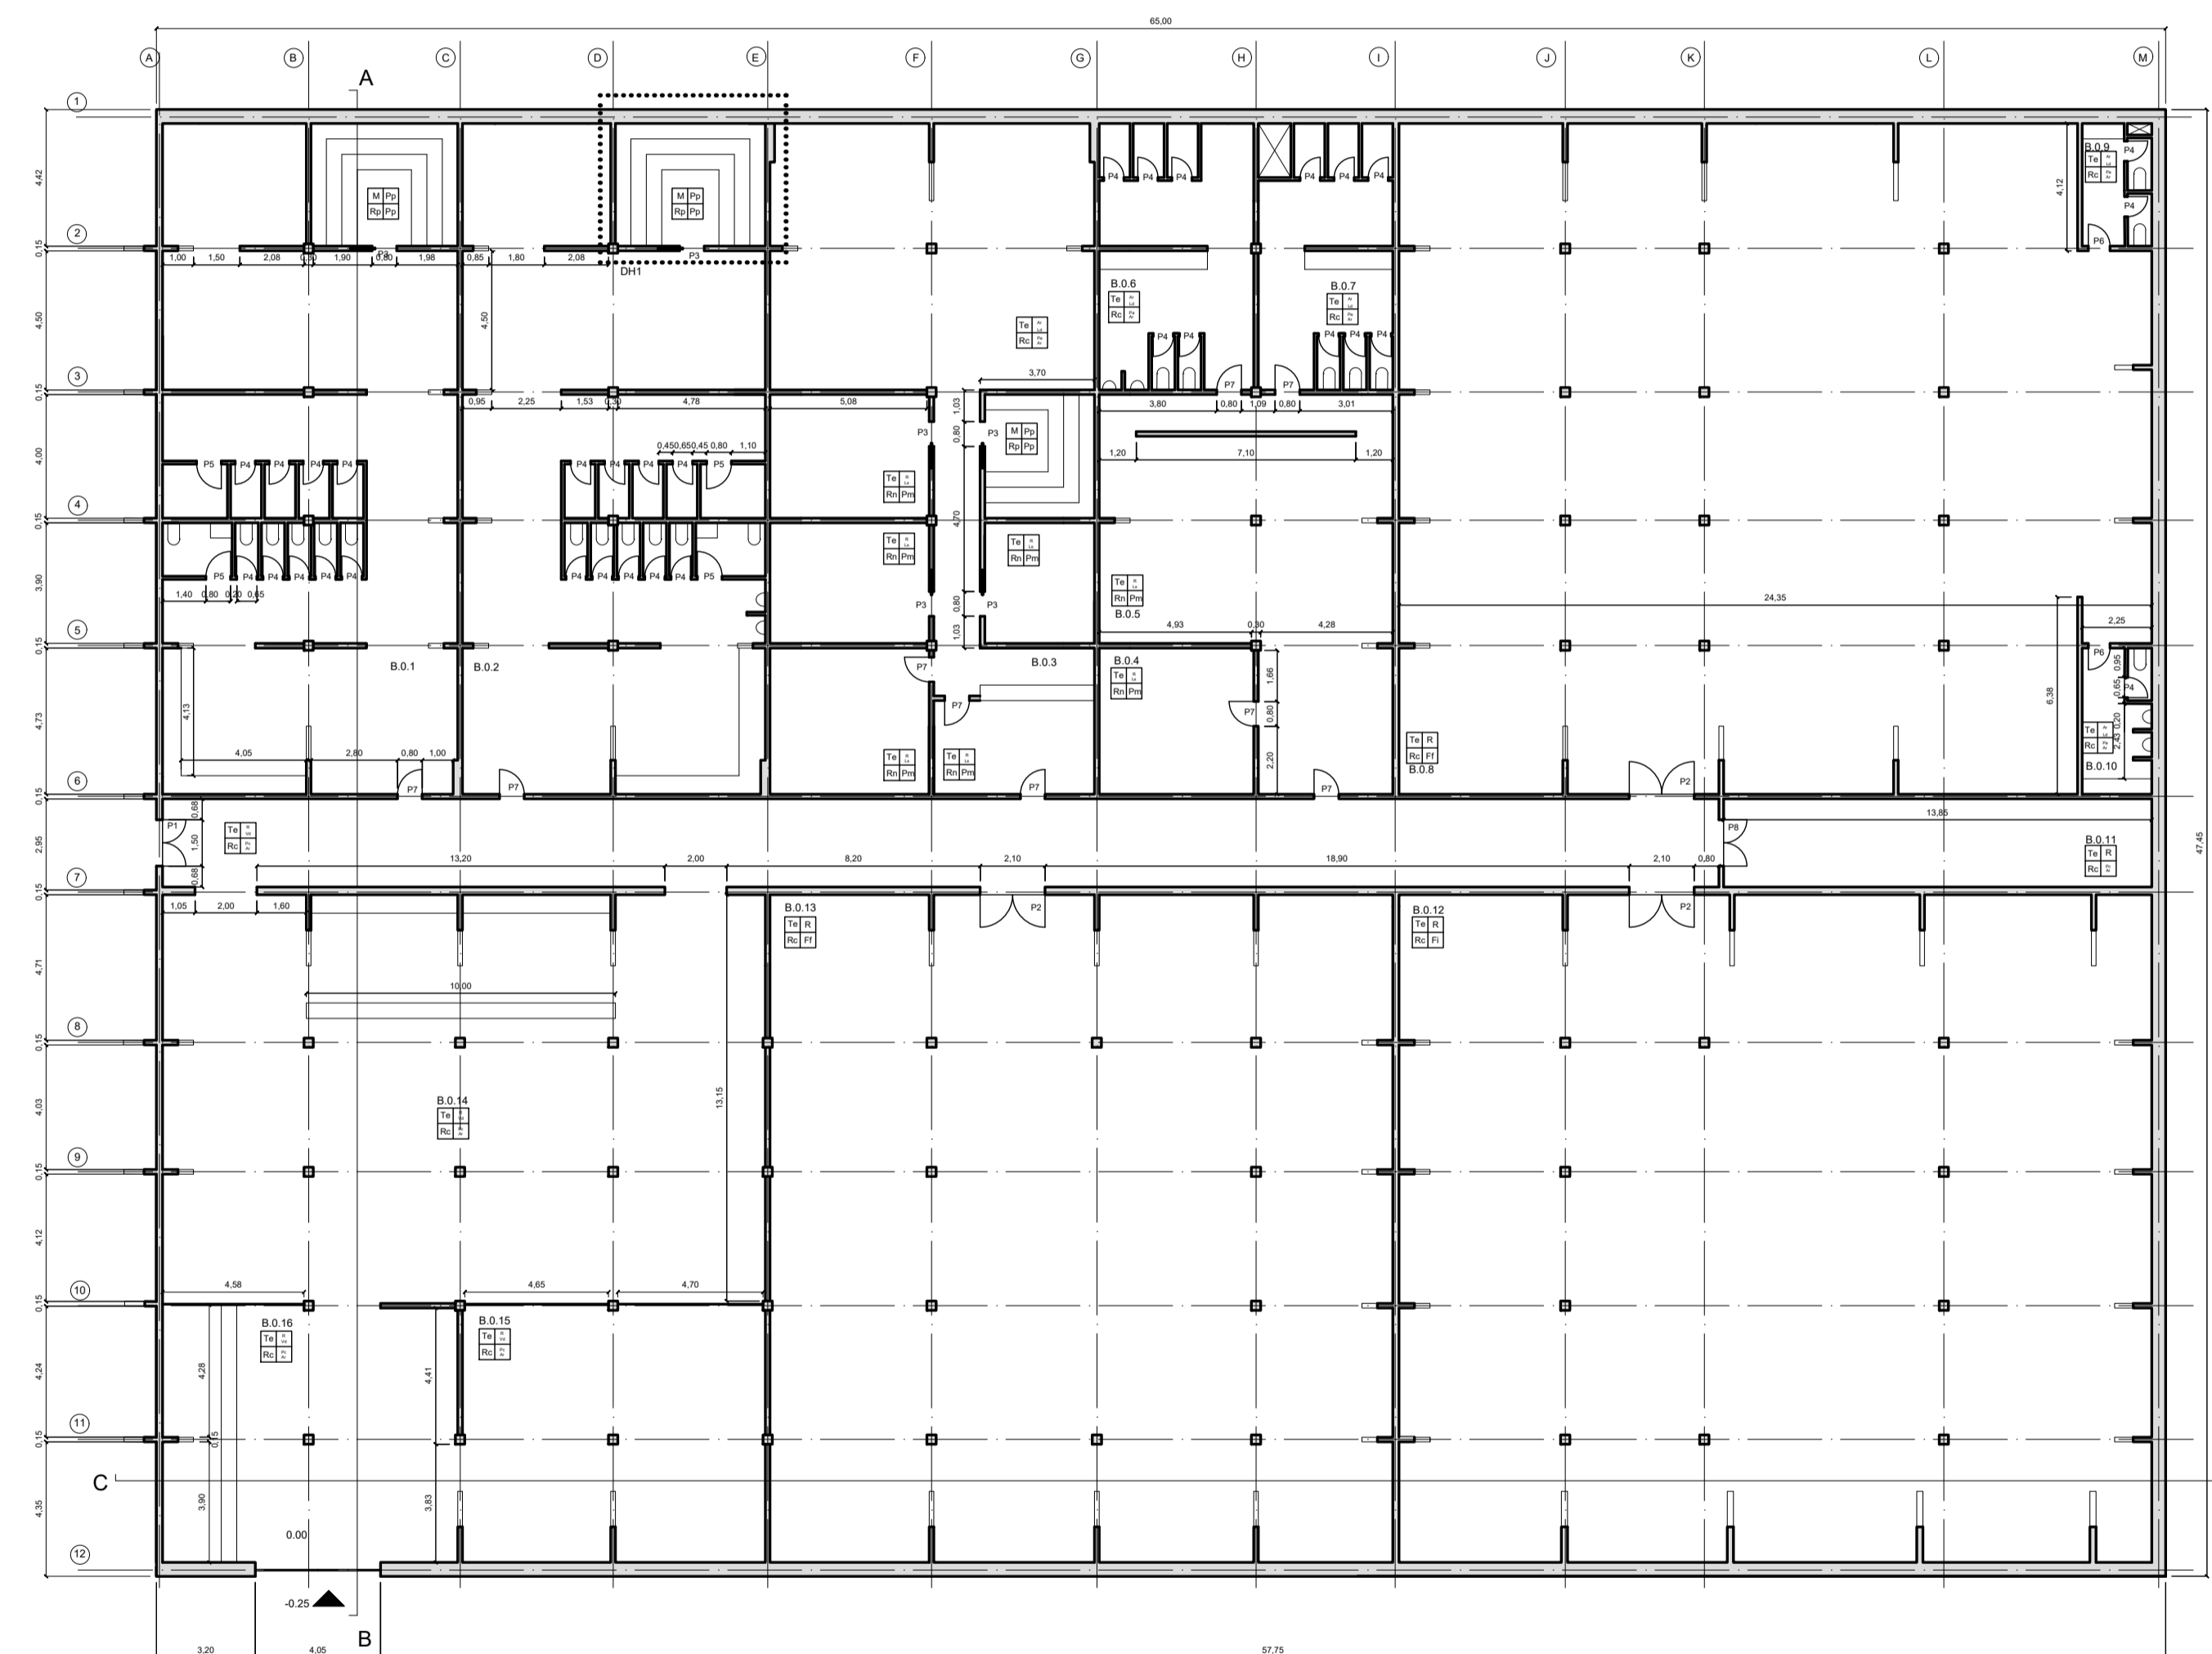 65,00
A B C D E F G H I J K L M
A
1
4,42
M Pp
Rp Pp
M Pp
Rp Pp
4,12
B.0.9
Te
Rc
P4
P4
P6
P4 P4 P4 P4 P4 P4
2
0,15
1,00 1,50 2,08 0,30 1,90 0,80 1,98 0,85 1,80 2,08
P3
DH1
4,50
4,50
Te
Rc
B.0.6
Te
Rc
B.0.7
Te
Rc
P4 P4 P4 P4 P4
P7 P7
3
0,15
3,70
0,95 2,25 1,53 0,30 4,78 5,08
1,03
3,80 0,80 1,09 0,80 3,01
P3 P3
0,80
M Pp
Rp Pp
0,45 0,65 0,45 0,80 1,10
1,20 7,10 1,20
4,00
P5 P4 P4 P4 P4
P4 P4 P4 P4 P5
Te
Rn Pm
4
0,15
4,70
Te
Rn Pm
Te
Rn Pm
3,90
P5 P4 P4 P4 P4 P4
P4 P4 P4 P4 P4 P5
1,40 0,80 0,20 0,65
Te
Rn Pm
B.0.5
P3 0,80 P3
24,35
2,25
5
0,15
1,03
4,93 0,30 4,28
P6
B.0.1 B.0.2
B.0.3
B.0.4
Te
Rn Pm
P7
1,66
0,95
0,65
P4
6,38
4,73
4,13
P7
P7
0,80
0,20
2,43
4,05 2,80 0,80 1,00
Te
Rn Pm
Te
Rn Pm
2,20
Te R
Rc Ff
B.0.8
Te
Rc
B.0.10
6
0,15
P7 P7 P7 P7 P2
0,68
P1
1,50
Te
Rc
2,95
0,68
13,85
P8
B.0.11
Te R
Rc
47,45
13,20 2,00 8,20 2,10 18,90 2,10 0,80
7
0,15
1,05 2,00 1,60
B.0.13
Te R
Rc Ff
P2
B.0.12
Te R
Rc Fi
P2
4,71
10,00
8
0,15
4,03
B.0.14
Te
Rc
13,15
9
0,15
4,12
10
0,15
4,58 4,65 4,70
B.0.16
Te
Rc
B.0.15
Te
Rc
4,24
4,28
4,41
11
0,15
0,15
C
4,35
3,90
3,83
0.00
12
-0.25
B
3,20 4,05 57,75